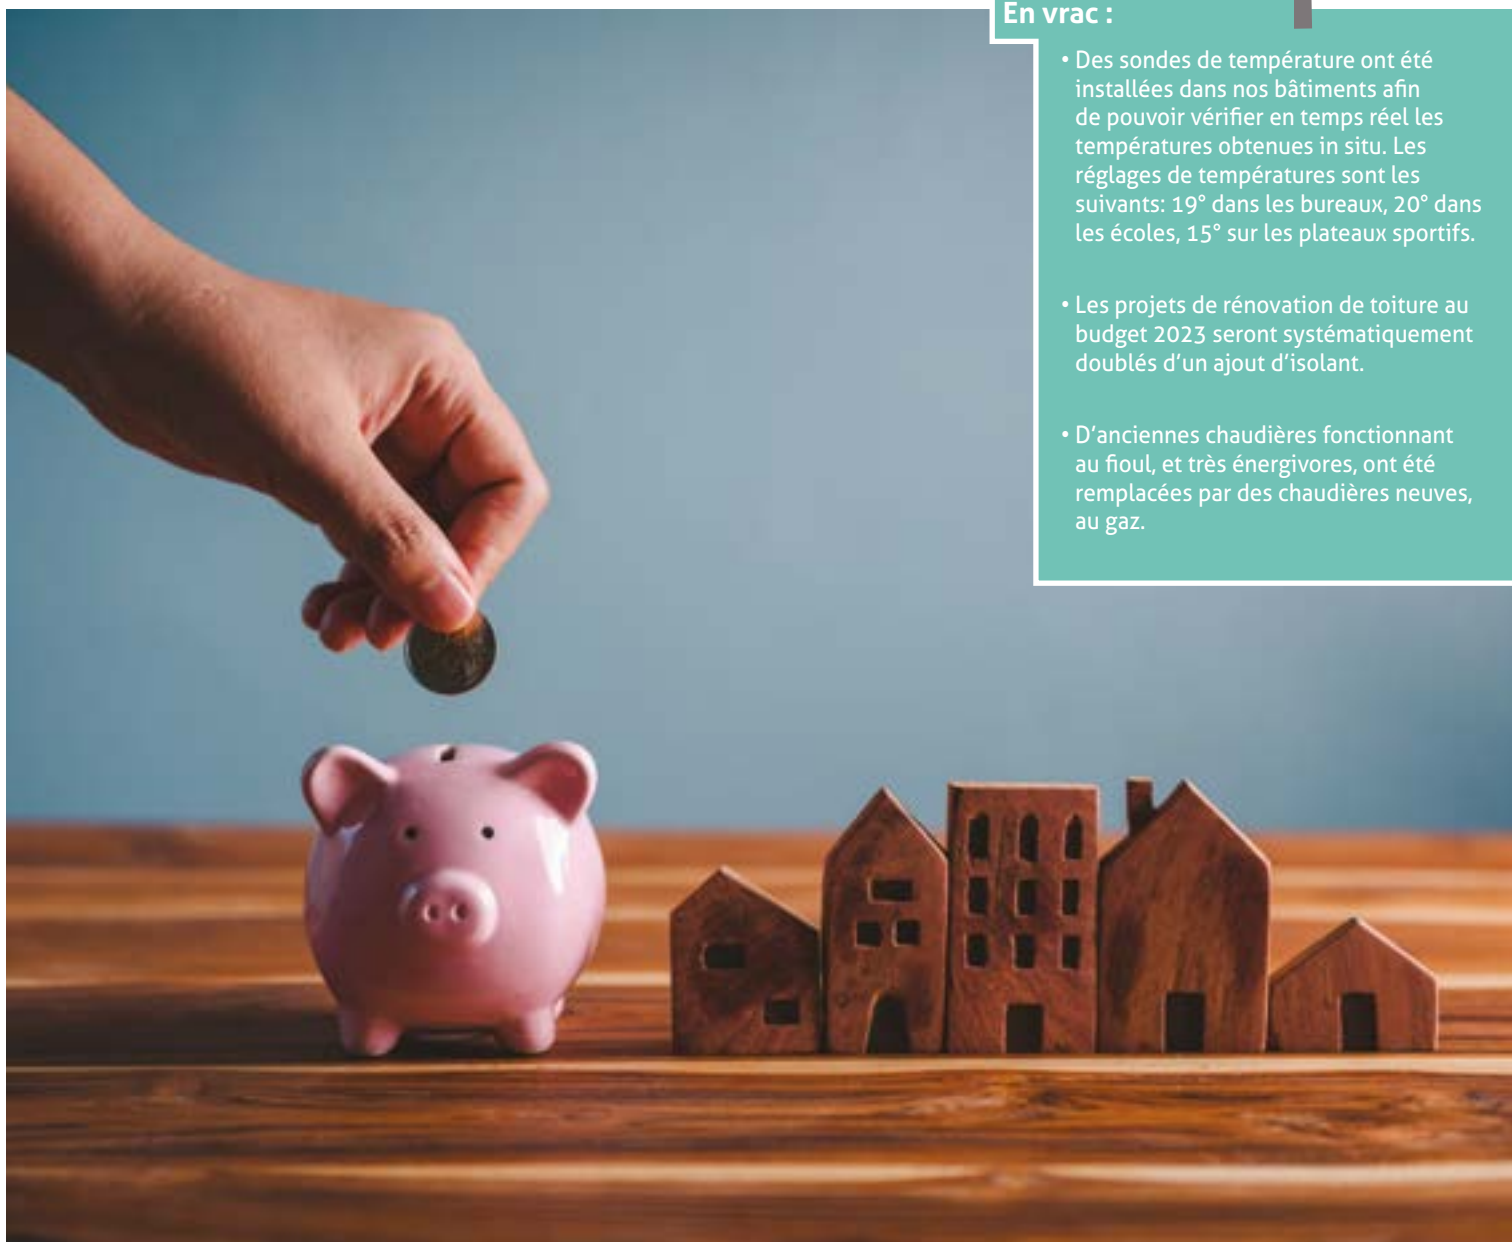 En vrac :
• Des sondes de température ont été
installées dans nos bâtiments afin
de pouvoir vérifier en temps réel les
températures obtenues in situ. Les
réglages de températures sont les
suivants: 19° dans les bureaux, 20° dans
les écoles, 15° sur les plateaux sportifs.
• Les projets de rénovation de toiture au
budget 2023 seront systématiquement
doublés d’un ajout d’isolant.
• D’anciennes chaudières fonctionnant
au fioul, et très énergivores, ont été
remplacées par des chaudières neuves,
au gaz.